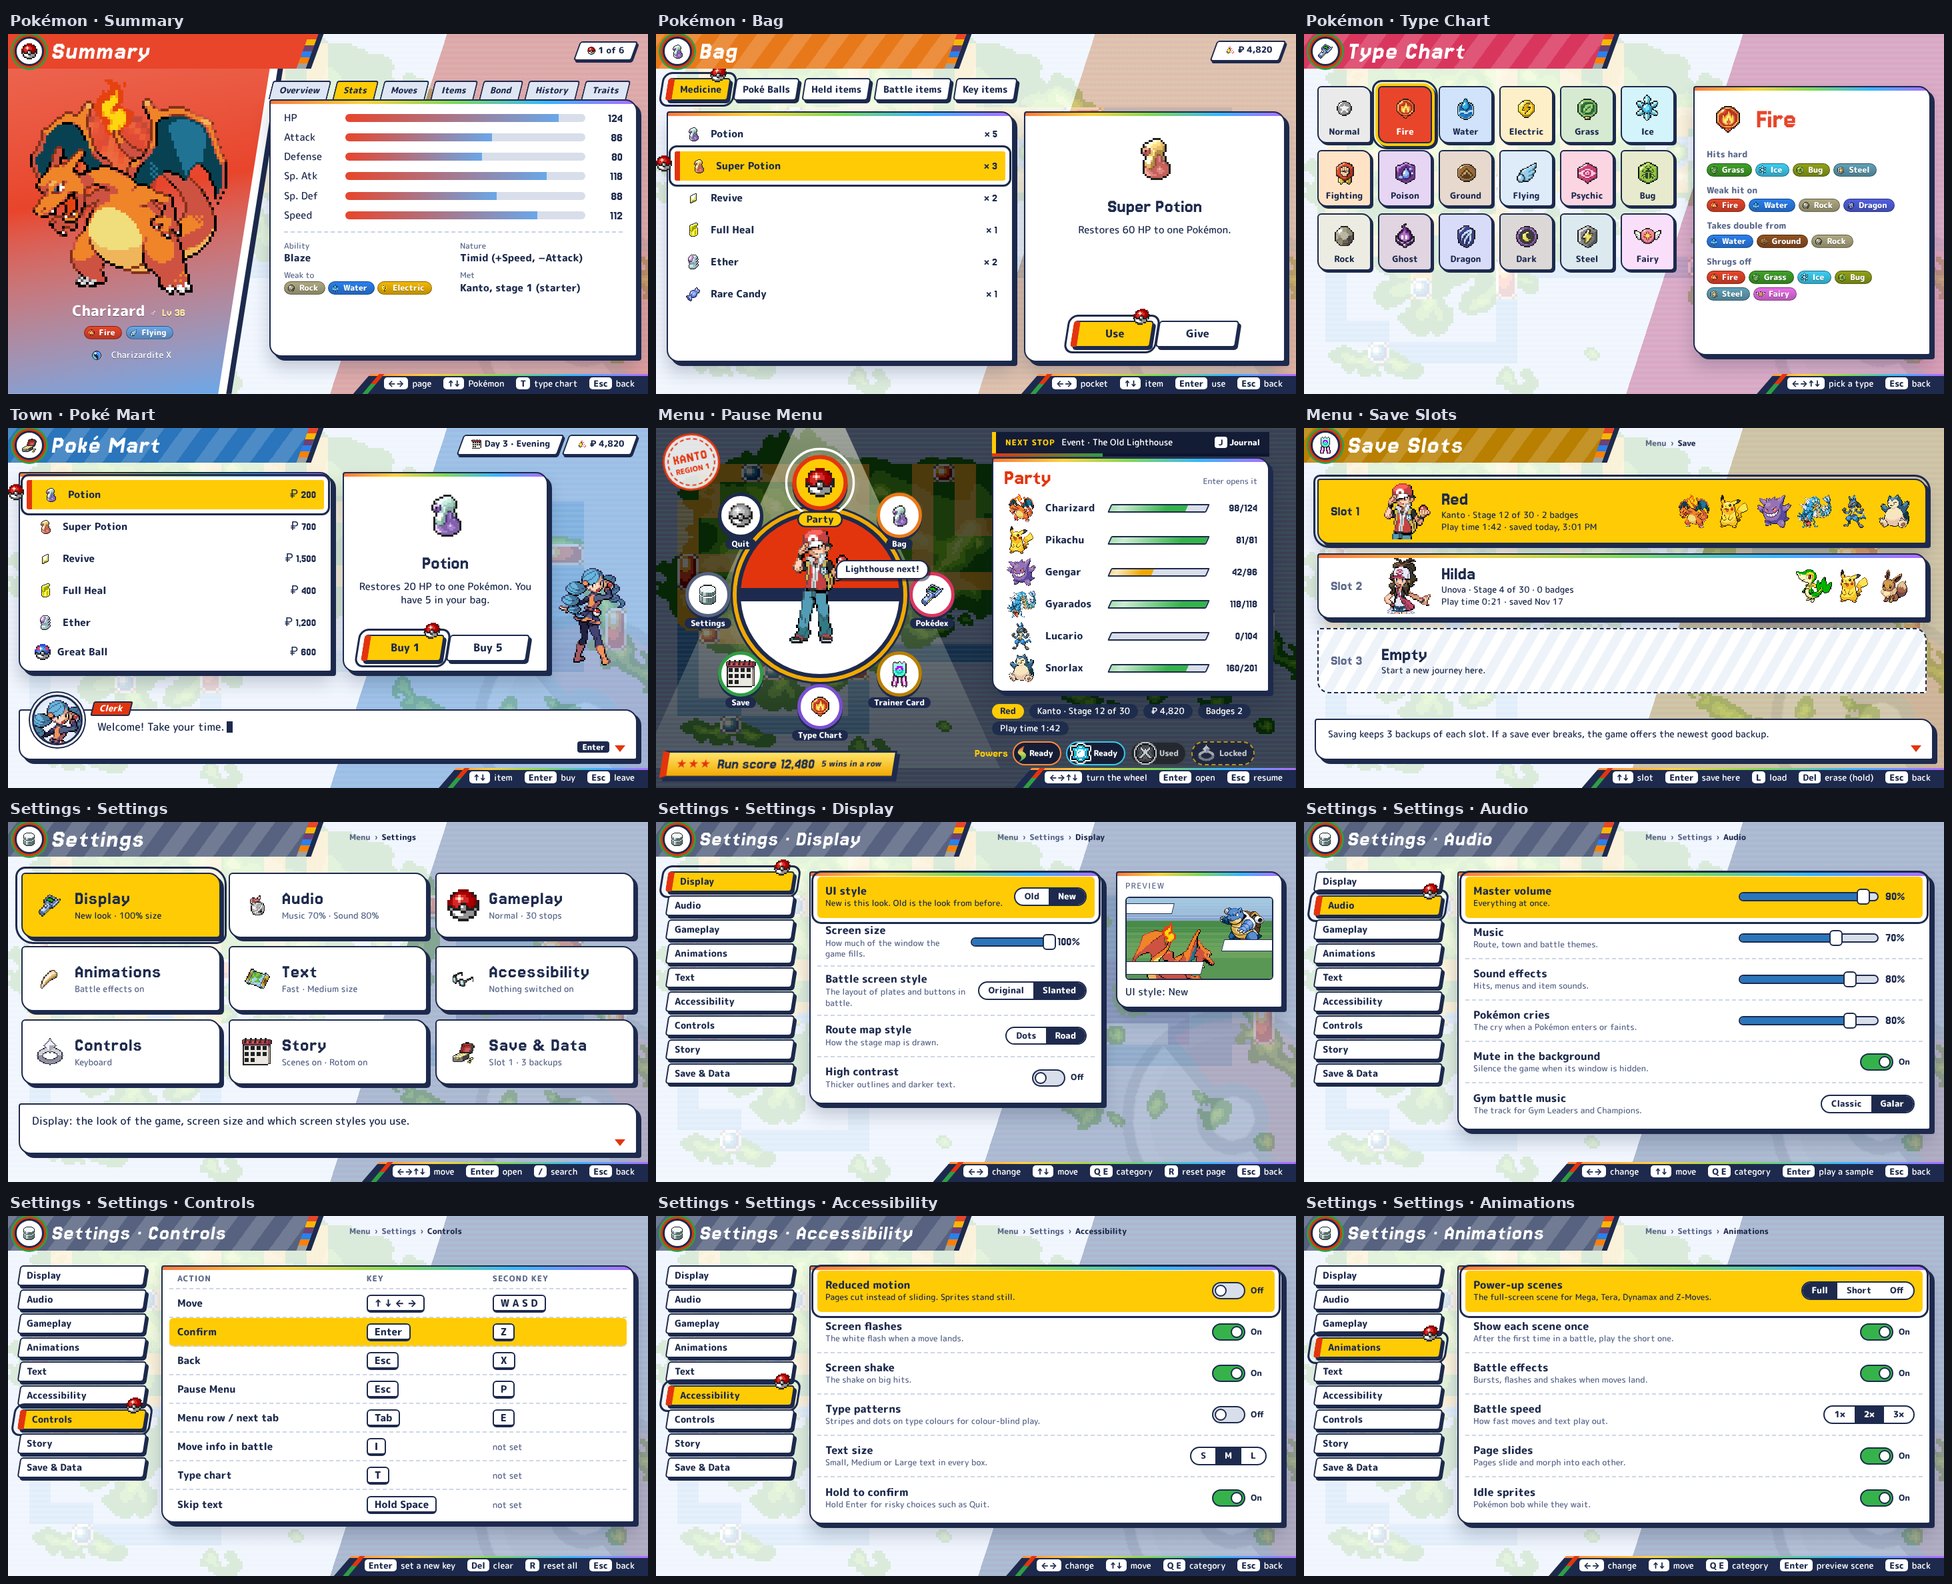 Pokémon · Summary
Summary
1 of 6
Overview Stats Moves Items Bond History Traits
HP 124
Attack 86
Defense 80
Sp. Atk 118
Sp. Def 88
Speed 112
Ability Nature
Blaze Timid (+Speed, −Attack)
Weak to Met
Rock Water Electric Kanto, stage 1 (starter)
Charizard ♂ Lv 36
Fire Flying
Charizardite X
←→ page ↑↓ Pokémon T type chart Esc back
Pokémon · Bag
Bag
₽ 4,820
Medicine Poké Balls Held items Battle items Key items
Potion ×5
Super Potion ×3
Revive ×2
Full Heal ×1
Ether ×2
Rare Candy ×1
Super Potion
Restores 60 HP to one Pokémon.
Use Give
←→ pocket ↑↓ item Enter use Esc back
Pokémon · Type Chart
Type Chart
Normal Fire Water Electric Grass Ice
Fighting Poison Ground Flying Psychic Bug
Rock Ghost Dragon Dark Steel Fairy
Fire
Hits hard
Grass Ice Bug Steel
Weak hit on
Fire Water Rock Dragon
Takes double from
Water Ground Rock
Shrugs off
Fire Grass Ice Bug
Steel Fairy
←→↑↓ pick a type Esc back
Town · Poké Mart
Poké Mart
Day 3 · Evening ₽ 4,820
Potion ₽ 200
Super Potion ₽ 700
Revive ₽ 1,500
Full Heal ₽ 400
Ether ₽ 1,200
Great Ball ₽ 600
Potion
Restores 20 HP to one Pokémon. You
have 5 in your bag.
Buy 1 Buy 5
Clerk
Welcome! Take your time.
Enter
↑↓ item Enter buy Esc leave
Menu · Pause Menu
KANTO
REGION 1
NEXT STOP Event · The Old Lighthouse J Journal
Party
Bag
Pokédex
Trainer Card
Type Chart
Save
Settings
Quit
Lighthouse next!
Party Enter opens it
Charizard 98/124
Pikachu 81/81
Gengar 42/96
Gyarados 118/118
Lucario 0/104
Snorlax 160/201
Red Kanto · Stage 12 of 30 ₽ 4,820 Badges 2
Play time 1:42
Powers Ready Ready Used Locked
★★★ Run score 12,480 5 wins in a row
←→↑↓ turn the wheel Enter open Esc resume
Menu · Save Slots
Save Slots
Menu › Save
Slot 1
Red
Kanto · Stage 12 of 30 · 2 badges
Play time 1:42 · saved today, 3:01 PM
Slot 2
Hilda
Unova · Stage 4 of 30 · 0 badges
Play time 0:21 · saved Nov 17
Slot 3
Empty
Start a new journey here.
Saving keeps 3 backups of each slot. If a save ever breaks, the game offers the newest good backup.
↑↓ slot Enter save here L load Del erase (hold) Esc back
Settings · Settings
Settings
Menu › Settings
Display
New look · 100% size
Audio
Music 70% · Sound 80%
Gameplay
Normal · 30 stops
Animations
Battle effects on
Text
Fast · Medium size
Accessibility
Nothing switched on
Controls
Keyboard
Story
Scenes on · Rotom on
Save & Data
Slot 1 · 3 backups
Display: the look of the game, screen size and which screen styles you use.
←→↑↓ move Enter open / search Esc back
Settings · Settings · Display
Settings · Display
Menu › Settings › Display
Display
Audio
Gameplay
Animations
Text
Accessibility
Controls
Story
Save & Data
UI style
New is this look. Old is the look from before.
Old New
Screen size
How much of the window the
game fills.
100%
Battle screen style
The layout of plates and buttons in
battle.
Original Slanted
Route map style
How the stage map is drawn.
Dots Road
High contrast
Thicker outlines and darker text.
Off
PREVIEW
UI style: New
←→ change ↑↓ move Q E category R reset page Esc back
Settings · Settings · Audio
Settings · Audio
Menu › Settings › Audio
Display
Audio
Gameplay
Animations
Text
Accessibility
Controls
Story
Save & Data
Master volume
Everything at once.
90%
Music
Route, town and battle themes.
70%
Sound effects
Hits, menus and item sounds.
80%
Pokémon cries
The cry when a Pokémon enters or faints.
80%
Mute in the background
Silence the game when its window is hidden.
On
Gym battle music
The track for Gym Leaders and Champions.
Classic Galar
←→ change ↑↓ move Q E category Enter play a sample Esc back
Settings · Settings · Controls
Settings · Controls
Menu › Settings › Controls
Display
Audio
Gameplay
Animations
Text
Accessibility
Controls
Story
Save & Data
ACTION KEY SECOND KEY
Move ↑↓←→ W A S D
Confirm Enter Z
Back Esc X
Pause Menu Esc P
Menu row / next tab Tab E
Move info in battle I not set
Type chart T not set
Skip text Hold Space not set
Enter set a new key Del clear R reset all Esc back
Settings · Settings · Accessibility
Settings · Accessibility
Menu › Settings › Accessibility
Display
Audio
Gameplay
Animations
Text
Accessibility
Controls
Story
Save & Data
Reduced motion
Pages cut instead of sliding. Sprites stand still.
Off
Screen flashes
The white flash when a move lands.
On
Screen shake
The shake on big hits.
On
Type patterns
Stripes and dots on type colours for colour-blind play.
Off
Text size
Small, Medium or Large text in every box.
S M L
Hold to confirm
Hold Enter for risky choices such as Quit.
On
←→ change ↑↓ move Q E category Esc back
Settings · Settings · Animations
Settings · Animations
Menu › Settings › Animations
Display
Audio
Gameplay
Animations
Text
Accessibility
Controls
Story
Save & Data
Power-up scenes
The full-screen scene for Mega, Tera, Dynamax and Z-Moves.
Full Short Off
Show each scene once
After the first time in a battle, play the short one.
On
Battle effects
Bursts, flashes and shakes when moves land.
On
Battle speed
How fast moves and text play out.
1× 2× 3×
Page slides
Pages slide and morph into each other.
On
Idle sprites
Pokémon bob while they wait.
On
←→ change ↑↓ move Q E category Enter preview scene Esc back